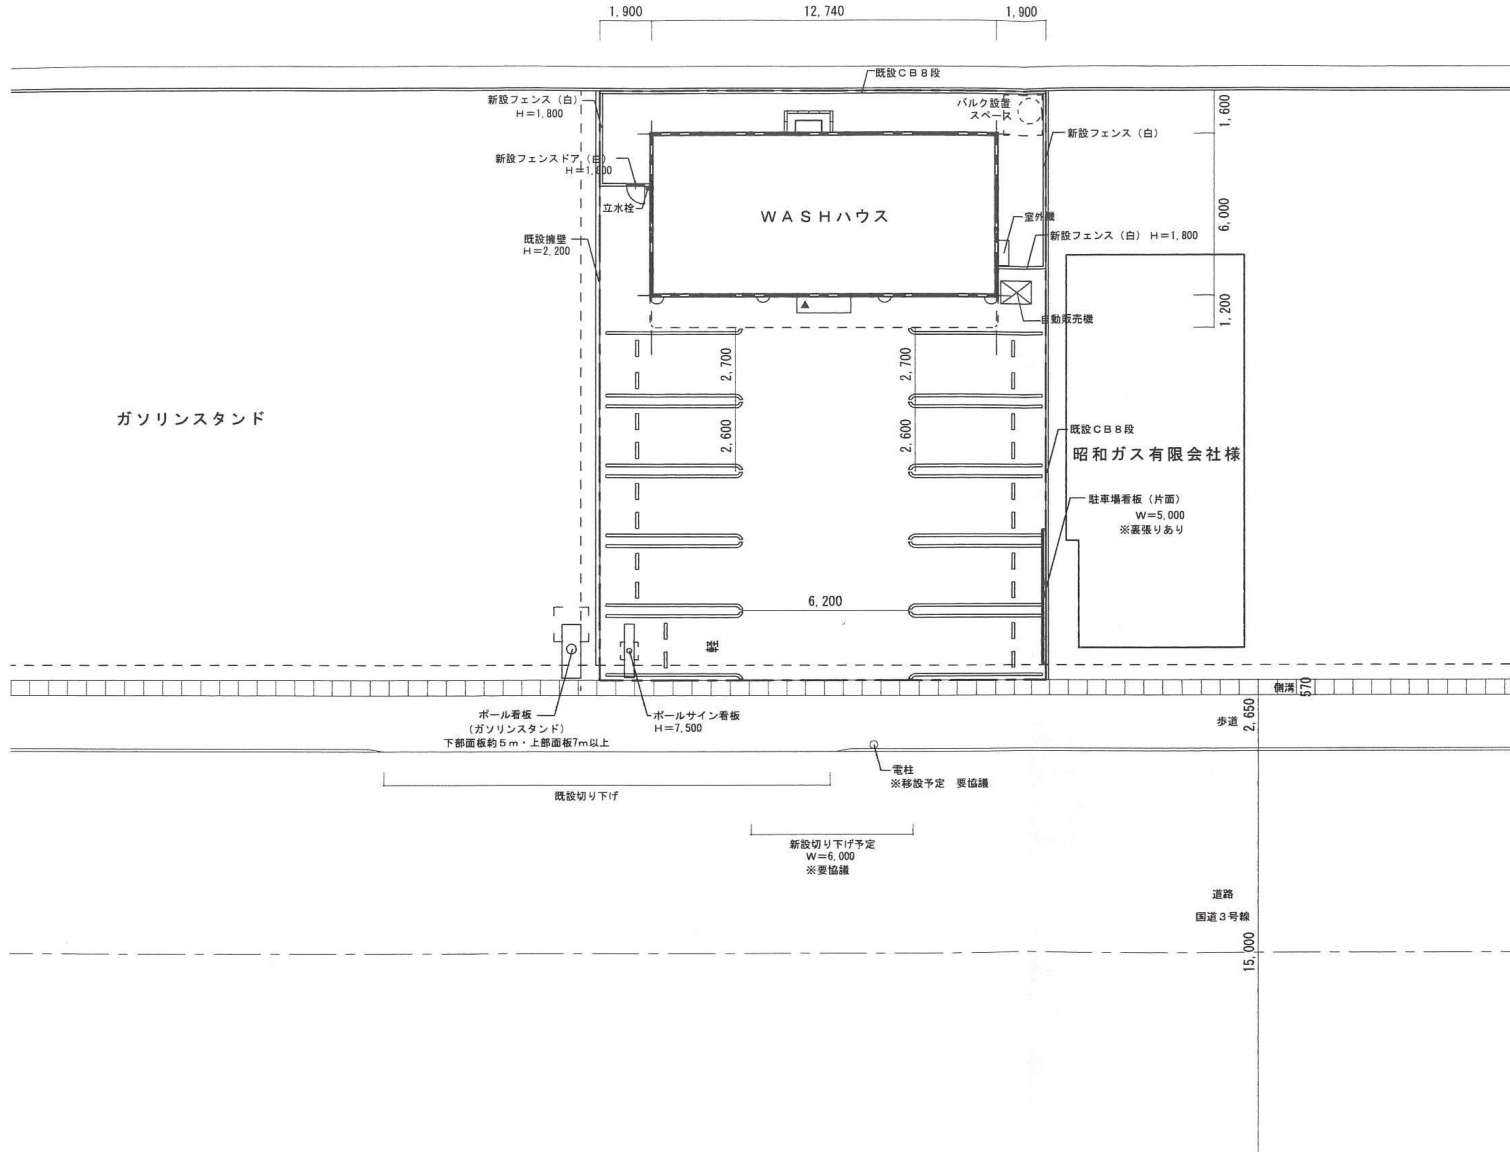 1,900
12,740
1,900
既設CB8段
新設フェンス（白）
H=1,800
バルク設置
スペース
1,600
新設フェンス（白）
新設フェンスドア（白）
H=1,800
立水栓
WASHハウス
室外機
6,000
既設擁壁
H=2,200
新設フェンス（白） H=1,800
1,200
自動販売機
2,700
2,700
ガソリンスタンド
2,600
2,600
既設CB8段
昭和ガス有限会社様
駐車場看板（片面）
W=5,000
※裏張りあり
6,200
軽
側溝
570
ポール看板
（ガソリンスタンド）
下部面板約5m・上部面板7m以上
ポールサイン看板
H=7,500
歩道
2,650
電柱
※移設予定 要協議
既設切り下げ
新設切り下げ予定
W=6,000
※要協議
道路
国道3号線
15,000